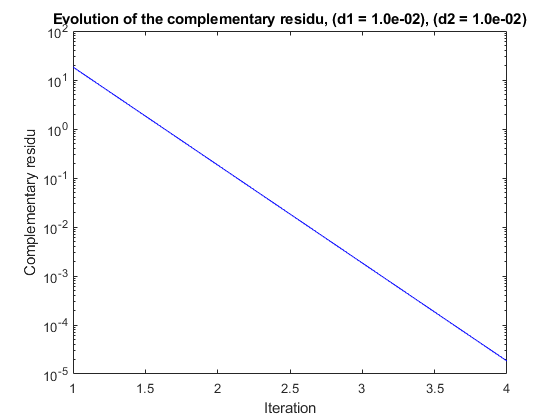 Evolution of the complementary residu, (d1 = 1.0e-02), (d2 = 1.0e-02)
10^2
10^1
10^0
10^-1
10^-2
10^-3
10^-4
10^-5
Complementary residu
1 1.5 2 2.5 3 3.5 4
Iteration